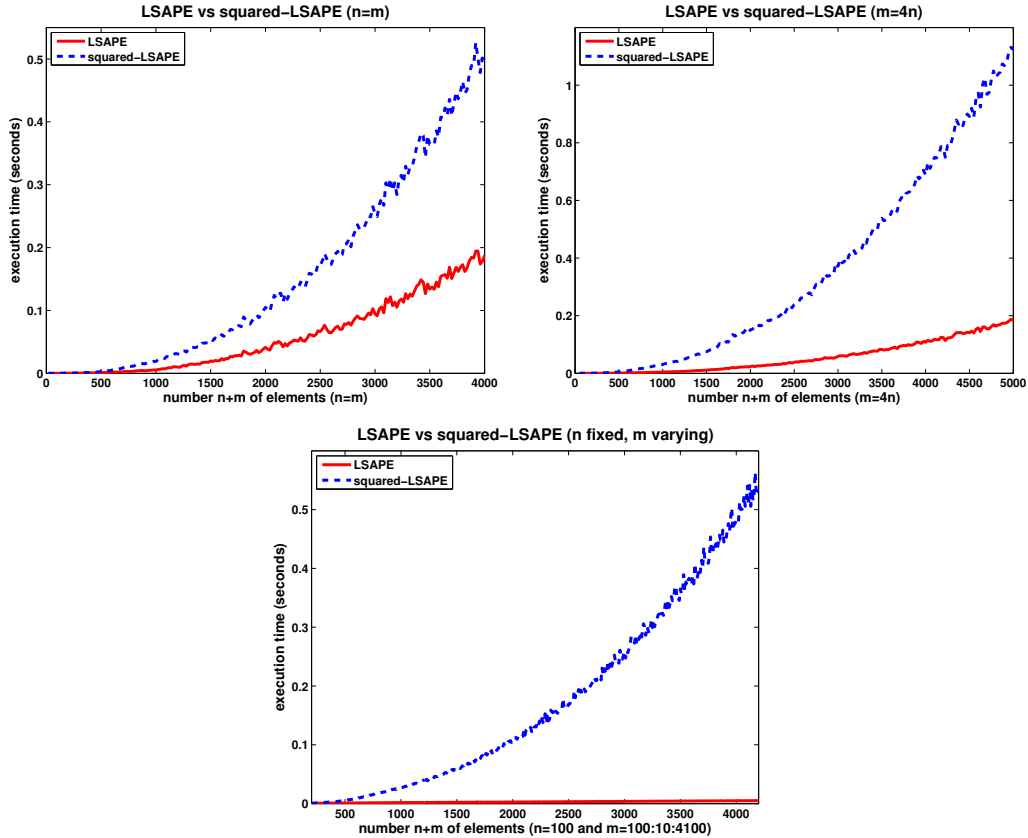 LSAPE vs squared−LSAPE (n=m)
LSAPE
squared−LSAPE
execution time (seconds)
0.5
0.4
0.3
0.2
0.1
0
0 500 1000 1500 2000 2500 3000 3500 4000
number n+m of elements (n=m)
LSAPE vs squared−LSAPE (m=4n)
LSAPE
squared−LSAPE
execution time (seconds)
1
0.8
0.6
0.4
0.2
0
0 500 1000 1500 2000 2500 3000 3500 4000 4500 5000
number n+m of elements (m=4n)
LSAPE vs squared−LSAPE (n fixed, m varying)
LSAPE
squared−LSAPE
execution time (seconds)
0.5
0.4
0.3
0.2
0.1
0
500 1000 1500 2000 2500 3000 3500 4000
number n+m of elements (n=100 and m=100:10:4100)